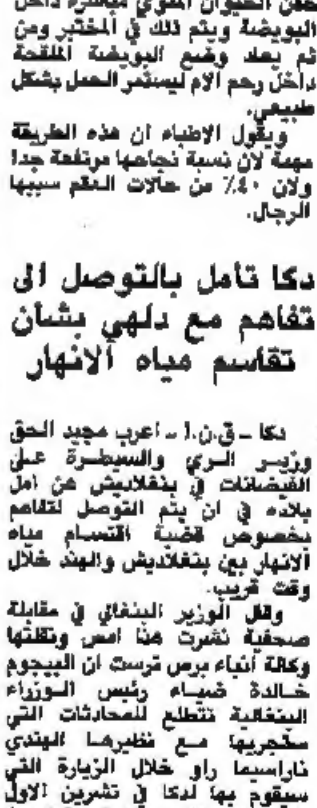 حقن الحيوان المنوي مباشرة داخل
البويضة ويتم ذلك في المختبر ومن
ثم يعاد وضع البويضة الملقحة
داخل رحم الام ليستمر الحمل بشكل
طبيعي.
ويقول الاطباء ان هذه الطريقة
مهمة لان نسبة نجاحها مرتفعة جدا
ولان ٤٠٪ من حالات العقم سببها
الرجال.
دكا تأمل بالتوصل الى
تفاهم مع دلهي بشأن
تقاسم مياه الانهار
دكا ـ ق.ن.ا ـ اعرب مجيد الحق
وزير الري والسيطرة على
الفيضانات في بنغلاديش عن امل
بلاده في ان يتم التوصل لتفاهم
بخصوص قضية اقتسام مياه
الانهار بين بنغلاديش والهند خلال
وقت قريب.
وقال الوزير البنغالي في مقابلة
صحفية نشرت هنا امس ونقلتها
وكالة أنباء برس ترست ان البيجوم
خالدة ضياء رئيس الوزراء
البنغالية تتطلع للمحادثات التي
ستجريها مع نظيرها الهندي
ناراسيما راو خلال الزيارة التي
سيقوم بها لدكا في تشرين الاول